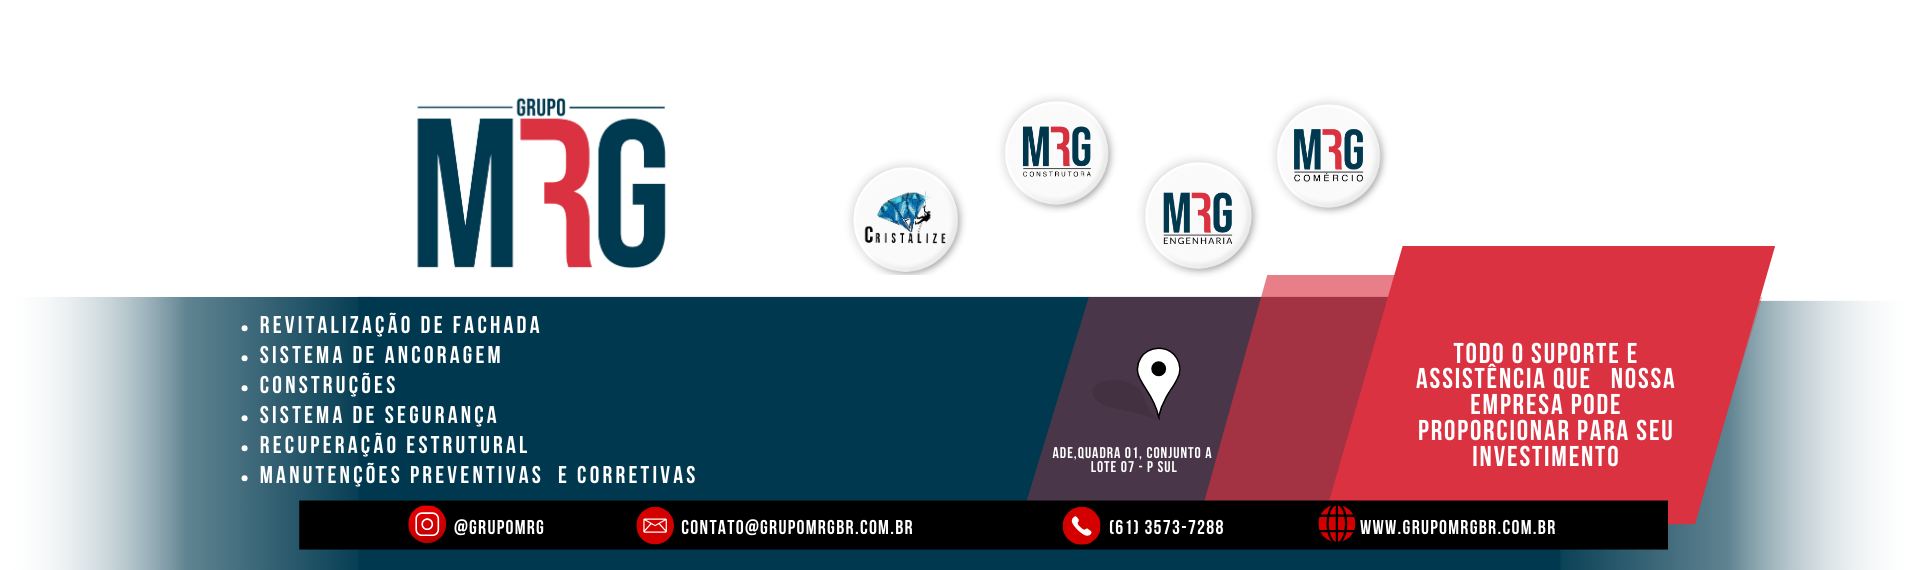 GRUPO
MRG
CRISTALIZE
MRG
CONSTRUTORA
MRG
ENGENHARIA
MRG
COMÉRCIO
• REVITALIZAÇÃO DE FACHADA
• SISTEMA DE ANCORAGEM
• CONSTRUÇÕES
• SISTEMA DE SEGURANÇA
• RECUPERAÇÃO ESTRUTURAL
• MANUTENÇÕES PREVENTIVAS E CORRETIVAS
ADE,QUADRA 01, CONJUNTO A
LOTE 07 - P SUL
TODO O SUPORTE E
ASSISTÊNCIA QUE NOSSA
EMPRESA PODE
PROPORCIONAR PARA SEU
INVESTIMENTO
@GRUPOMRG
CONTATO@GRUPOMRGBR.COM.BR
(61) 3573-7288
WWW.GRUPOMRGBR.COM.BR